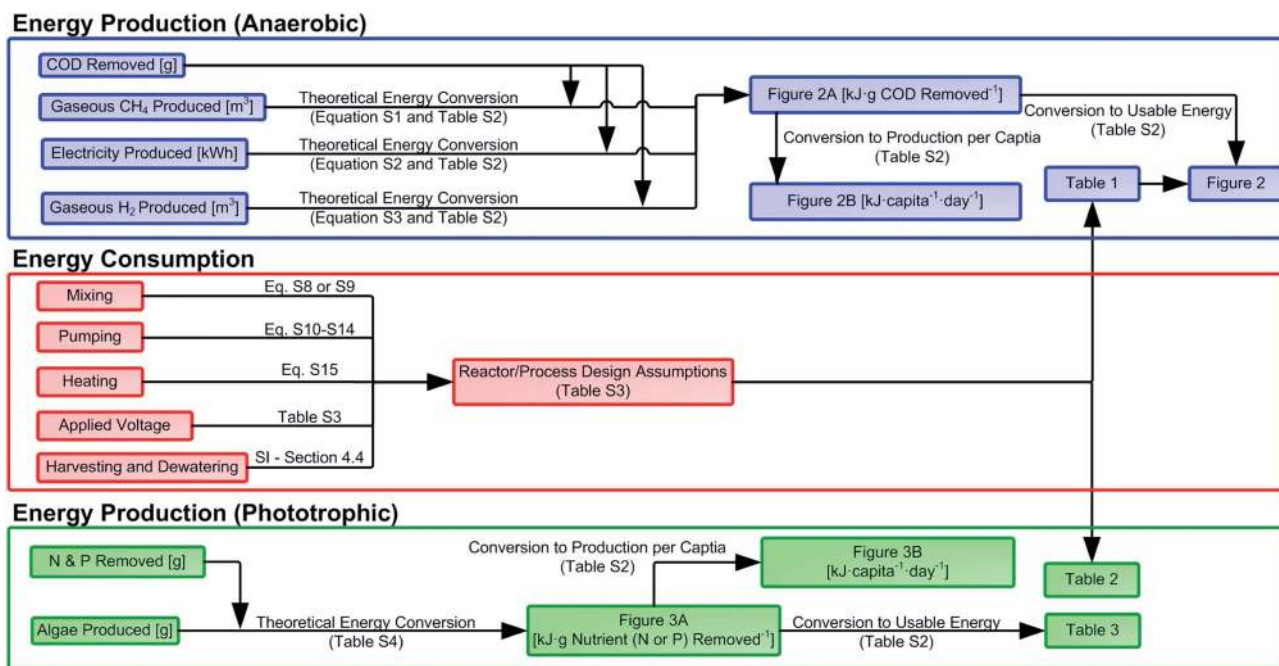 Energy Production (Anaerobic)
COD Removed [g]
Gaseous CH₄ Produced [m³]
Theoretical Energy Conversion
(Equation S1 and Table S2)
Electricity Produced [kWh]
Theoretical Energy Conversion
(Equation S2 and Table S2)
Gaseous H₂ Produced [m³]
Theoretical Energy Conversion
(Equation S3 and Table S2)
Figure 2A [kJ·g COD Removed⁻¹]
Conversion to Usable Energy
(Table S2)
Conversion to Production per Captia
(Table S2)
Figure 2B [kJ·capita⁻¹·day⁻¹]
Table 1
Figure 2
Energy Consumption
Mixing
Eq. S8 or S9
Pumping
Eq. S10-S14
Heating
Eq. S15
Applied Voltage
Table S3
Harvesting and Dewatering
SI - Section 4.4
Reactor/Process Design Assumptions
(Table S3)
Energy Production (Phototrophic)
N & P Removed [g]
Algae Produced [g]
Theoretical Energy Conversion
(Table S4)
Conversion to Production per Captia
(Table S2)
Figure 3B
[kJ·capita⁻¹·day⁻¹]
Figure 3A
[kJ·g Nutrient (N or P) Removed⁻¹]
Conversion to Usable Energy
(Table S2)
Table 2
Table 3